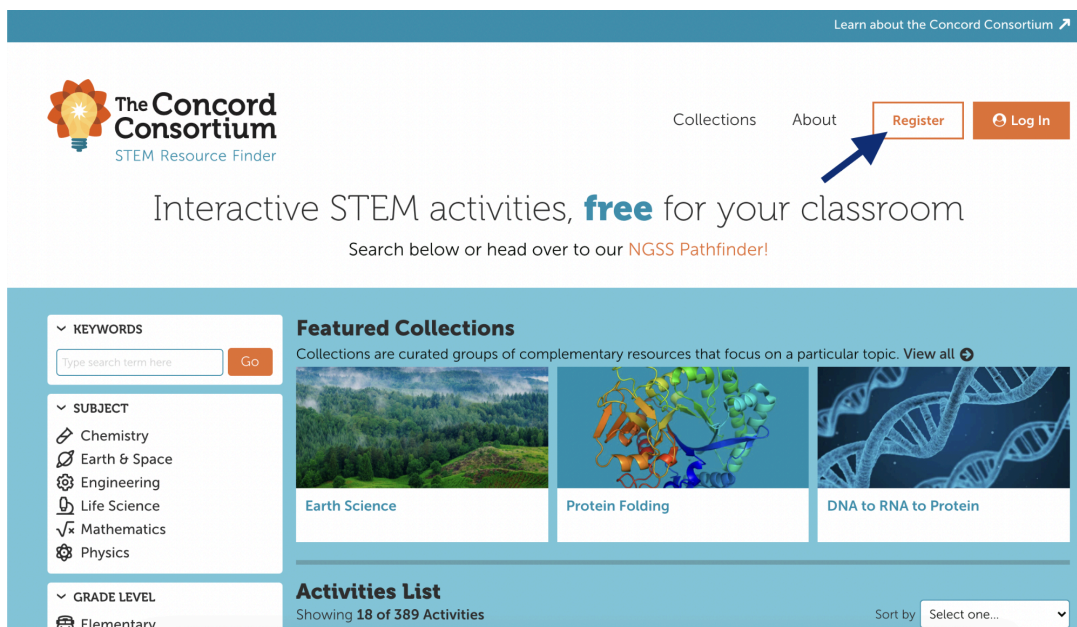 Learn about the Concord Consortium
The Concord
Consortium
STEM Resource Finder
Collections
About
Register
Log In
Interactive STEM activities, free for your classroom
Search below or head over to our NGSS Pathfinder!
KEYWORDS
Type search term here
Go
SUBJECT
Chemistry
Earth & Space
Engineering
Life Science
Mathematics
Physics
GRADE LEVEL
Elementary
Featured Collections
Collections are curated groups of complementary resources that focus on a particular topic. View all
Earth Science
Protein Folding
DNA to RNA to Protein
Activities List
Showing 18 of 389 Activities
Sort by
Select one...